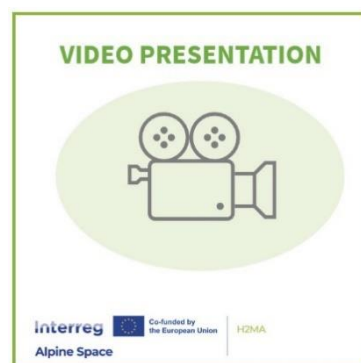 VIDEO PRESENTATION
Interreg
Co-funded by
the European Union
H2MA
Alpine Space